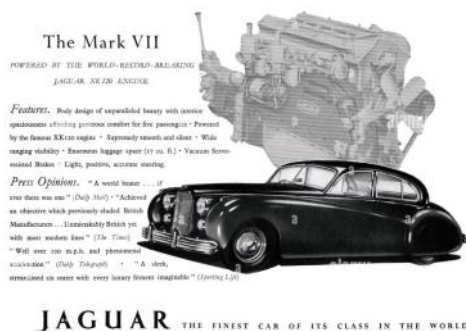 The Mark VII
POWERED BY THE WORLD-RECORD-BREAKING
JAGUAR XK 120 ENGINE
Features. Body design of unparalleled beauty with interior
spaciousness affording generous comfort for five passengers · Powered
by the famous XK120 engine · Supremely smooth and silent · Wide
ranging visibility · Enormous luggage space (17 cu. ft.) · Vacuum Servo-
assisted Brakes · Light, positive, accurate steering.
Press Opinions. "A world beater . . . if
ever there was one" (Daily Mail) · "Achieved
an objective which previously eluded British
Manufacturers . . . Unmistakably British yet
with most modern lines" (The Times)
"Well over 100 m.p.h. and phenomenal
acceleration" (Daily Telegraph) · "A sleek,
streamlined six seater with every luxury fitment imaginable" (Sporting Life)
alamy
JAGUAR THE FINEST CAR OF ITS CLASS IN THE WORLD